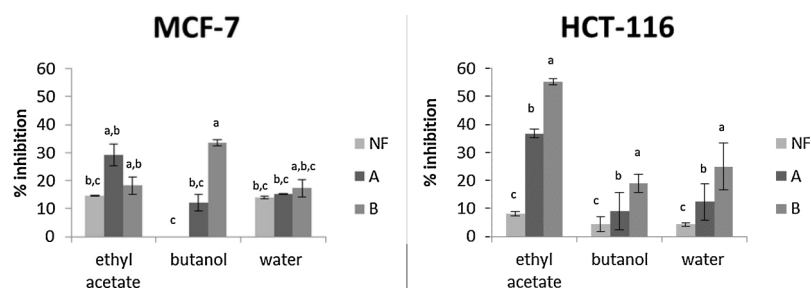 MCF-7
% inhibition
60
50
40
30
20
10
0
b,c
a,b
a,b
c
b,c
a
b,c
b,c
a,b,c
ethyl
acetate
butanol
water
NF
A
B
HCT-116
% inhibition
60
50
40
30
20
10
0
c
b
a
c
b
a
c
b
a
ethyl
acetate
butanol
water
NF
A
B